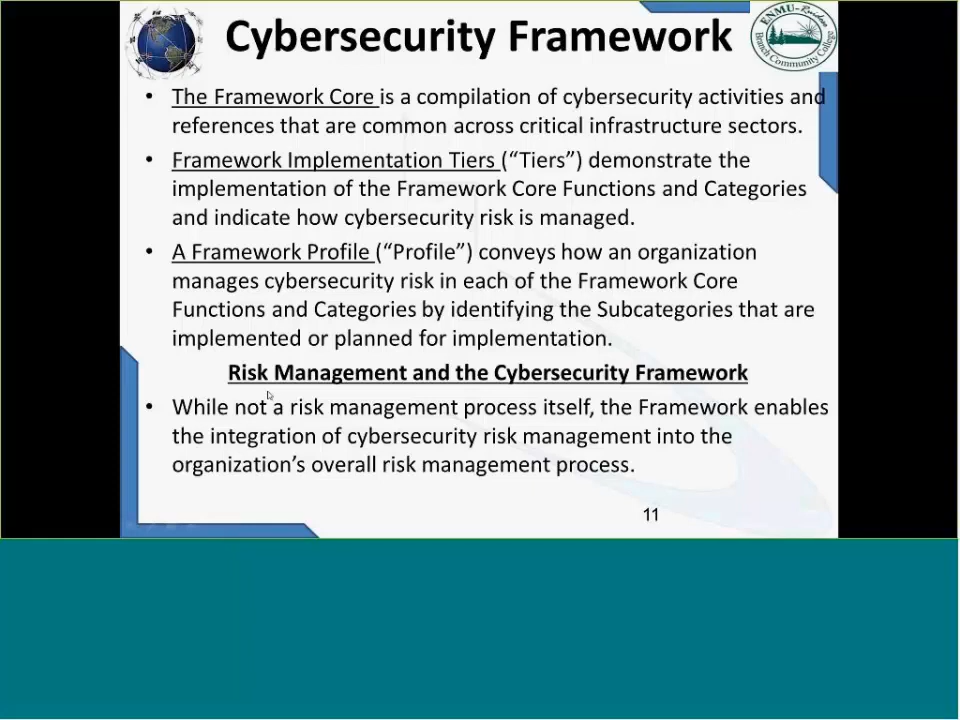 Cybersecurity Framework
ENMU-Ruidoso
Branch Community College
• The Framework Core is a compilation of cybersecurity activities and
references that are common across critical infrastructure sectors.
• Framework Implementation Tiers (“Tiers”) demonstrate the
implementation of the Framework Core Functions and Categories
and indicate how cybersecurity risk is managed.
• A Framework Profile (“Profile”) conveys how an organization
manages cybersecurity risk in each of the Framework Core
Functions and Categories by identifying the Subcategories that are
implemented or planned for implementation.
Risk Management and the Cybersecurity Framework
• While not a risk management process itself, the Framework enables
the integration of cybersecurity risk management into the
organization’s overall risk management process.
11